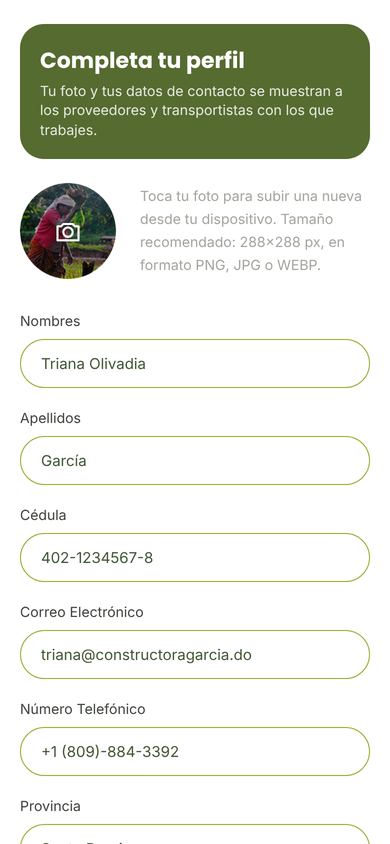 Completa tu perfil
Tu foto y tus datos de contacto se muestran a
los proveedores y transportistas con los que
trabajes.
Toca tu foto para subir una nueva
desde tu dispositivo. Tamaño
recomendado: 288×288 px, en
formato PNG, JPG o WEBP.
Nombres
Triana Olivadia
Apellidos
García
Cédula
402-1234567-8
Correo Electrónico
triana@constructoragarcia.do
Número Telefónico
+1 (809)-884-3392
Provincia